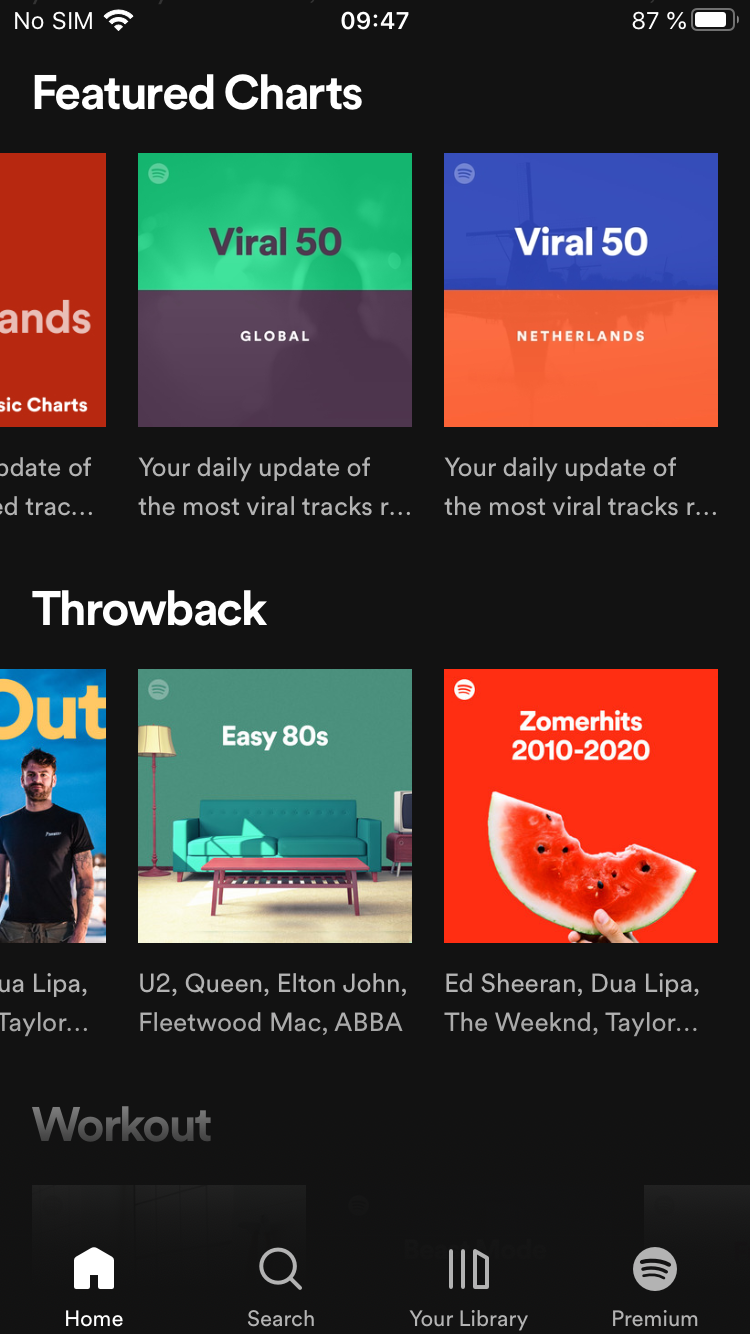 No SIM 09:47 87 %
Featured Charts
ands
sic Charts
Viral 50
GLOBAL
Viral 50
NETHERLANDS
pdate of
ed trac...
Your daily update of
the most viral tracks r...
Your daily update of
the most viral tracks r...
Throwback
Out
Easy 80s
Zomerhits
2010-2020
ua Lipa,
Taylor...
U2, Queen, Elton John,
Fleetwood Mac, ABBA
Ed Sheeran, Dua Lipa,
The Weeknd, Taylor...
Workout
Home
Search
Your Library
Premium